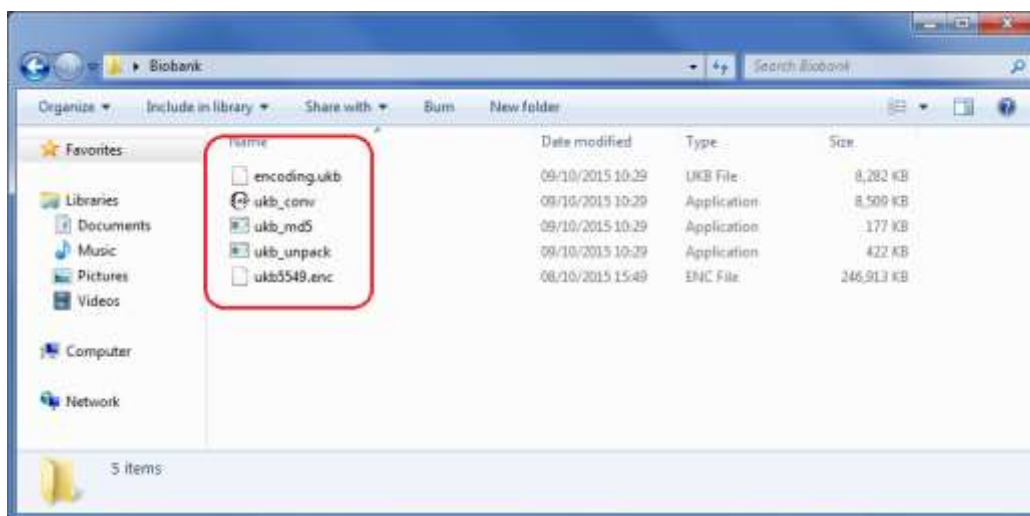 Biobank
Search Biobank
Organize Include in library Share with Burn New folder
Favorites
Libraries
Documents
Music
Pictures
Videos
Computer
Network
Name Date modified Type Size
encoding.ukb 09/10/2015 10:29 UKB File 8,282 KB
ukb_conv 09/10/2015 10:29 Application 8,509 KB
ukb_md5 09/10/2015 10:29 Application 177 KB
ukb_unpack 09/10/2015 10:29 Application 422 KB
ukb5549.enc 08/10/2015 15:49 ENC File 246,913 KB
5 items